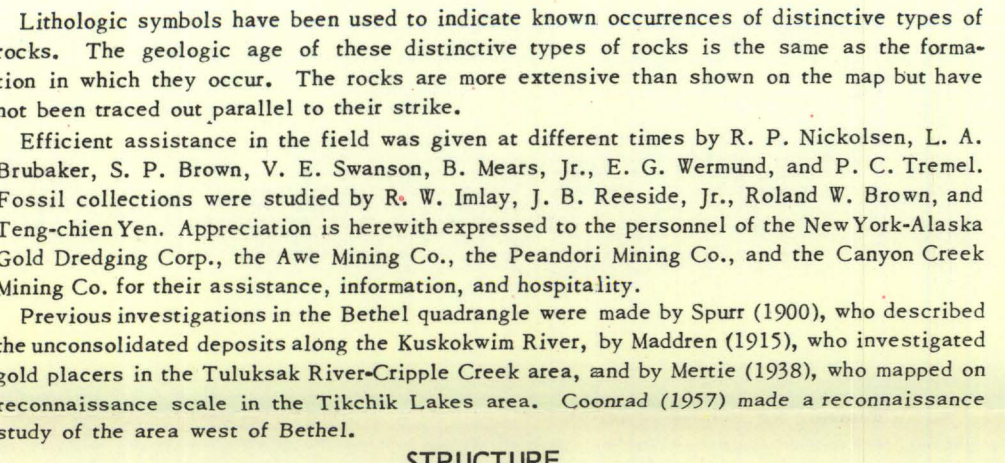 Lithologic symbols have been used to indicate known occurrences of distinctive types of
rocks. The geologic age of these distinctive types of rocks is the same as the forma-
tion in which they occur. The rocks are more extensive than shown on the map but have
not been traced out parallel to their strike.
Efficient assistance in the field was given at different times by R. P. Nickolsen, L. A.
Brubaker, S. P. Brown, V. E. Swanson, B. Mears, Jr., E. G. Wermund, and P. C. Tremel.
Fossil collections were studied by R. W. Imlay, J. B. Reeside, Jr., Roland W. Brown, and
Teng-chien Yen. Appreciation is herewith expressed to the personnel of the New York-Alaska
Gold Dredging Corp., the Awe Mining Co., the Peandori Mining Co., and the Canyon Creek
Mining Co. for their assistance, information, and hospitality.
Previous investigations in the Bethel quadrangle were made by Spurr (1900), who described
the unconsolidated deposits along the Kuskokwim River, by Maddren (1915), who investigated
gold placers in the Tuluksak River-Cripple Creek area, and by Mertie (1938), who mapped on
reconnaissance scale in the Tikchik Lakes area. Coonrad (1957) made a reconnaissance
study of the area west of Bethel.
STRUCTURE